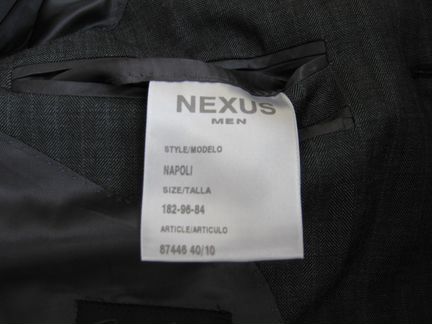 NEXUS
MEN
STYLE/MODELO
NAPOLI
SIZE/TALLA
182-96-84
ARTICLE/ARTICULO
87446 40/10